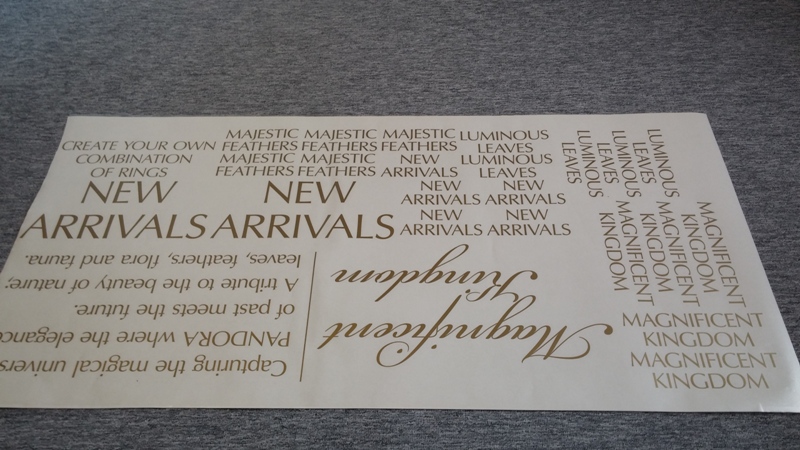 CREATE YOUR OWN
COMBINATION
OF RINGS
MAJESTIC
FEATHERS
MAJESTIC
FEATHERS
MAJESTIC
FEATHERS
MAJESTIC
FEATHERS
MAJESTIC
FEATHERS
NEW
ARRIVALS
LUMINOUS
LEAVES
LUMINOUS
LEAVES
NEW
ARRIVALS
NEW
ARRIVALS
NEW
ARRIVALS
NEW
ARRIVALS
NEW
ARRIVALS
NEW
ARRIVALS
LUMINOUS
LEAVES
LUMINOUS
LEAVES
LUMINOUS
LEAVES
MAGNIFICENT
KINGDOM
MAGNIFICENT
KINGDOM
MAGNIFICENT
KINGDOM
MAGNIFICENT
KINGDOM
MAGNIFICENT
KINGDOM
Magnificent
Kingdom
Capturing the magical univers
PANDORA where the eleganc
of past meets the future.
A tribute to the beauty of nature;
leaves, feathers, flora and fauna.